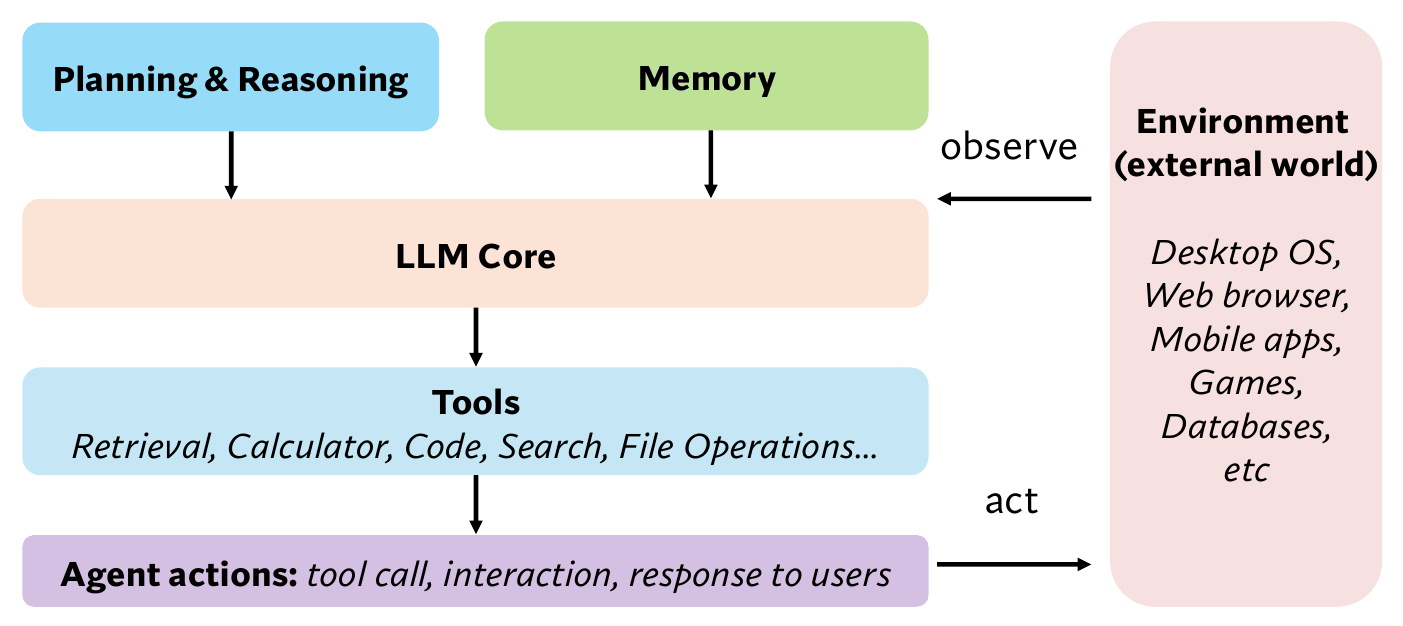 Planning & Reasoning
Memory
observe
Environment
(external world)
Desktop OS,
Web browser,
Mobile apps,
Games,
Databases,
etc
LLM Core
Tools
Retrieval, Calculator, Code, Search, File Operations...
act
Agent actions: tool call, interaction, response to users